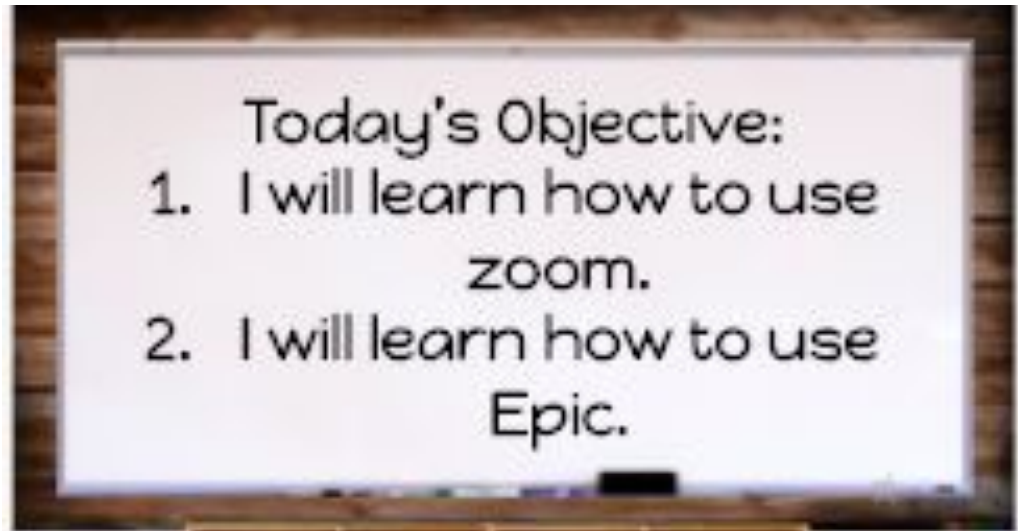 Today's Objective:
1. I will learn how to use
zoom.
2. I will learn how to use
Epic.